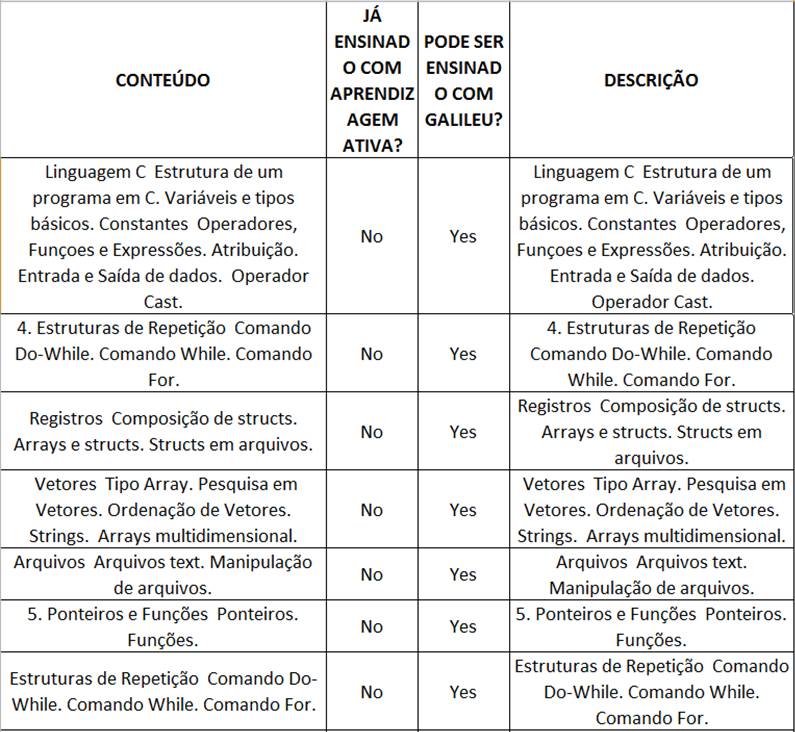 CONTEÚDO
JÁ
ENSINAD
O COM
APRENDIZ
AGEM
ATIVA?
PODE SER
ENSINAD
O COM
GALILEU?
DESCRIÇÃO
Linguagem C Estrutura de um
programa em C. Variáveis e tipos
básicos. Constantes Operadores,
Funçoes e Expressões. Atribuição.
Entrada e Saída de dados. Operador
Cast.
No
Yes
Linguagem C Estrutura de um
programa em C. Variáveis e tipos
básicos. Constantes Operadores,
Funçoes e Expressões. Atribuição.
Entrada e Saída de dados.
Operador Cast.
4. Estruturas de Repetição Comando
Do-While. Comando While. Comando
For.
No
Yes
4. Estruturas de Repetição
Comando Do-While. Comando
While. Comando For.
Registros Composição de structs.
Arrays e structs. Structs em arquivos.
No
Yes
Registros Composição de structs.
Arrays e structs. Structs em
arquivos.
Vetores Tipo Array. Pesquisa em
Vetores. Ordenação de Vetores.
Strings. Arrays multidimensional.
No
Yes
Vetores Tipo Array. Pesquisa em
Vetores. Ordenação de Vetores.
Strings. Arrays multidimensional.
Arquivos Arquivos text. Manipulação
de arquivos.
No
Yes
Arquivos Arquivos text.
Manipulação de arquivos.
5. Ponteiros e Funções Ponteiros.
Funções.
No
Yes
5. Ponteiros e Funções Ponteiros.
Funções.
Estruturas de Repetição Comando Do-
While. Comando While. Comando For.
No
Yes
Estruturas de Repetição Comando
Do-While. Comando While.
Comando For.